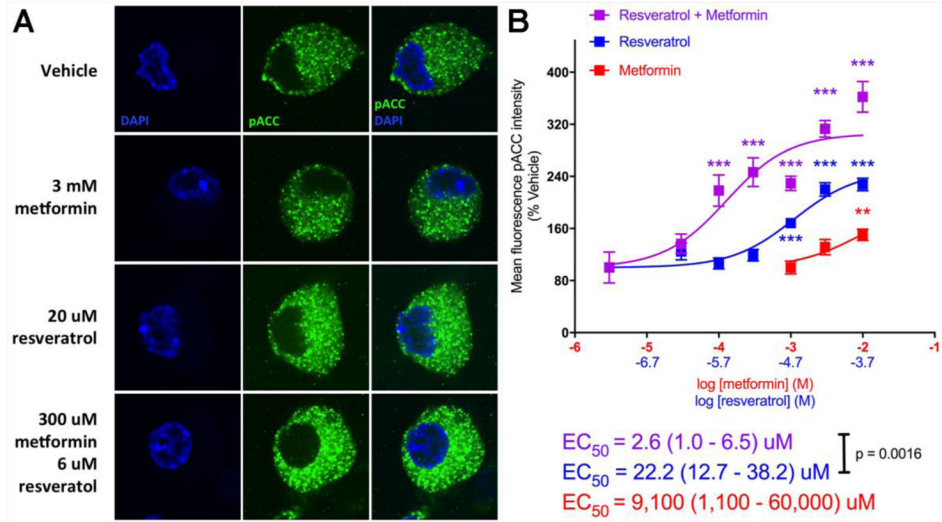 A
Vehicle
DAPI
pACC
pACC
DAPI
3 mM
metformin
20 uM
resveratrol
300 uM
metformin
6 uM
resveratol
B
Resveratrol + Metformin
Resveratrol
Metformin
Mean fluorescence pACC intensity
(% Vehicle)
400
320
240
160
80
0
***
***
***
***
***
***
***
***
**
-6 -5 -4 -3 -2 -1
-6.7 -5.7 -4.7 -3.7
log [metformin] (M)
log [resveratrol] (M)
EC50 = 2.6 (1.0 - 6.5) uM
EC50 = 22.2 (12.7 - 38.2) uM
p = 0.0016
EC50 = 9,100 (1,100 - 60,000) uM